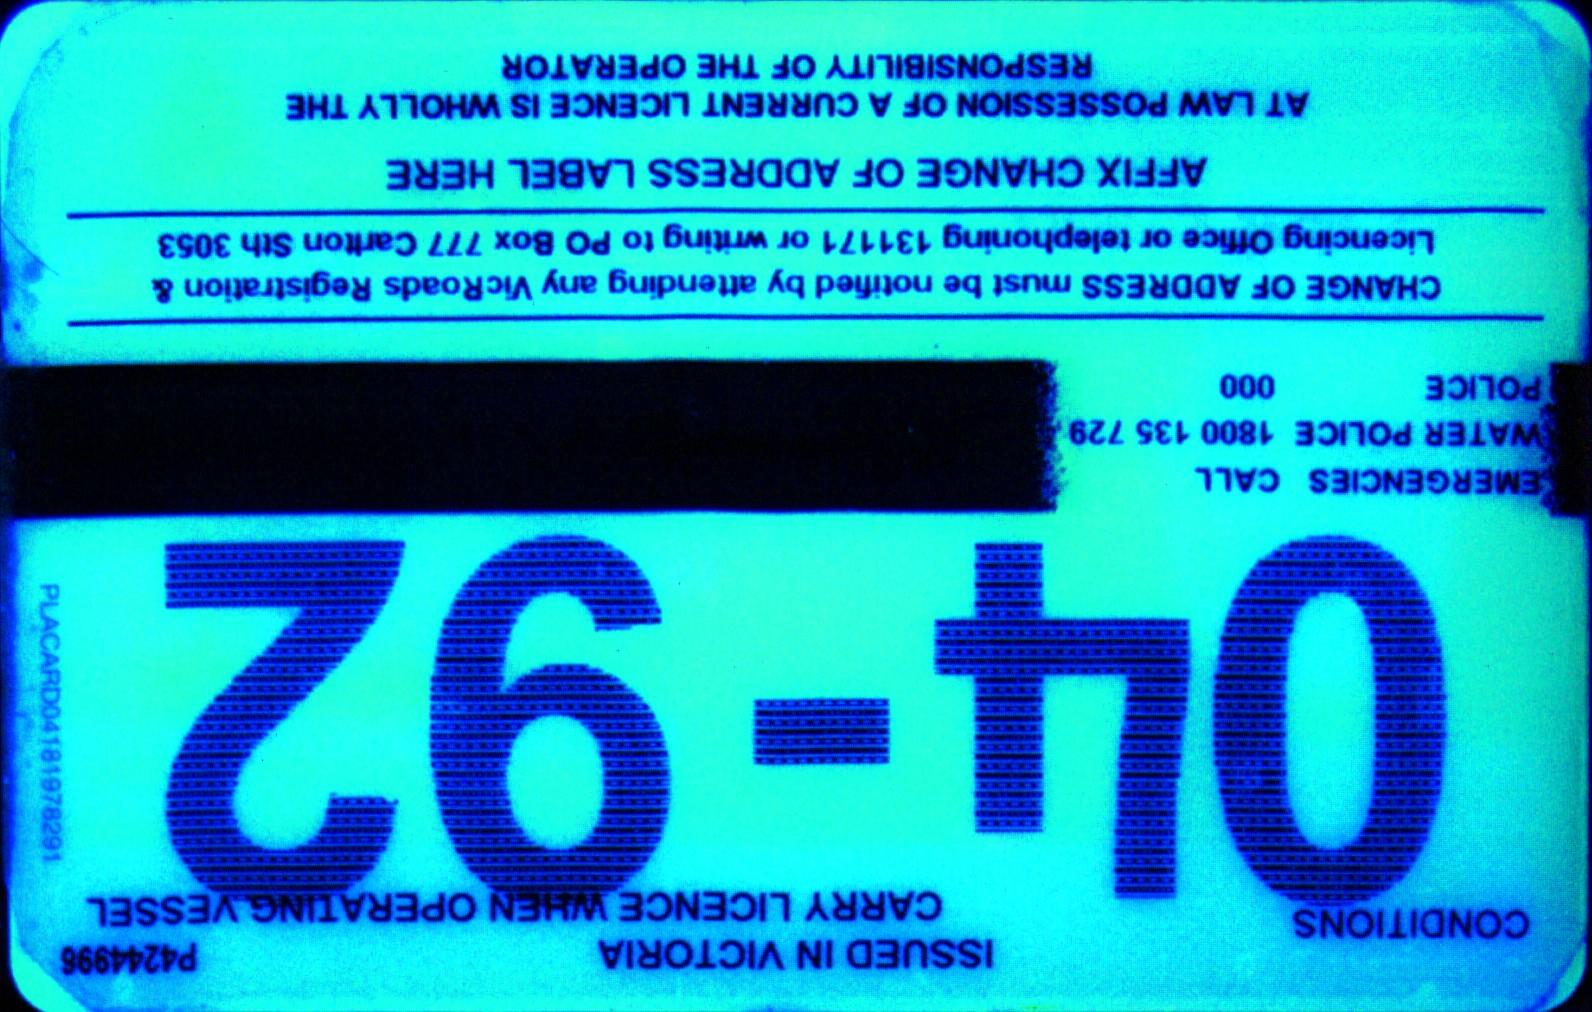 P4244996
ISSUED IN VICTORIA
CONDITIONS
CARRY LICENCE WHEN OPERATING VESSEL
04-92
PLACARD04181978291
EMERGENCIES CALL
WATER POLICE 1800 135 729
POLICE 000
CHANGE OF ADDRESS must be notified by attending any VicRoads Registration &
Licencing Office or telephoning 131171 or writing to PO Box 777 Carlton Sth 3053
AFFIX CHANGE OF ADDRESS LABEL HERE
AT LAW POSSESSION OF A CURRENT LICENCE IS WHOLLY THE
RESPONSIBILITY OF THE OPERATOR